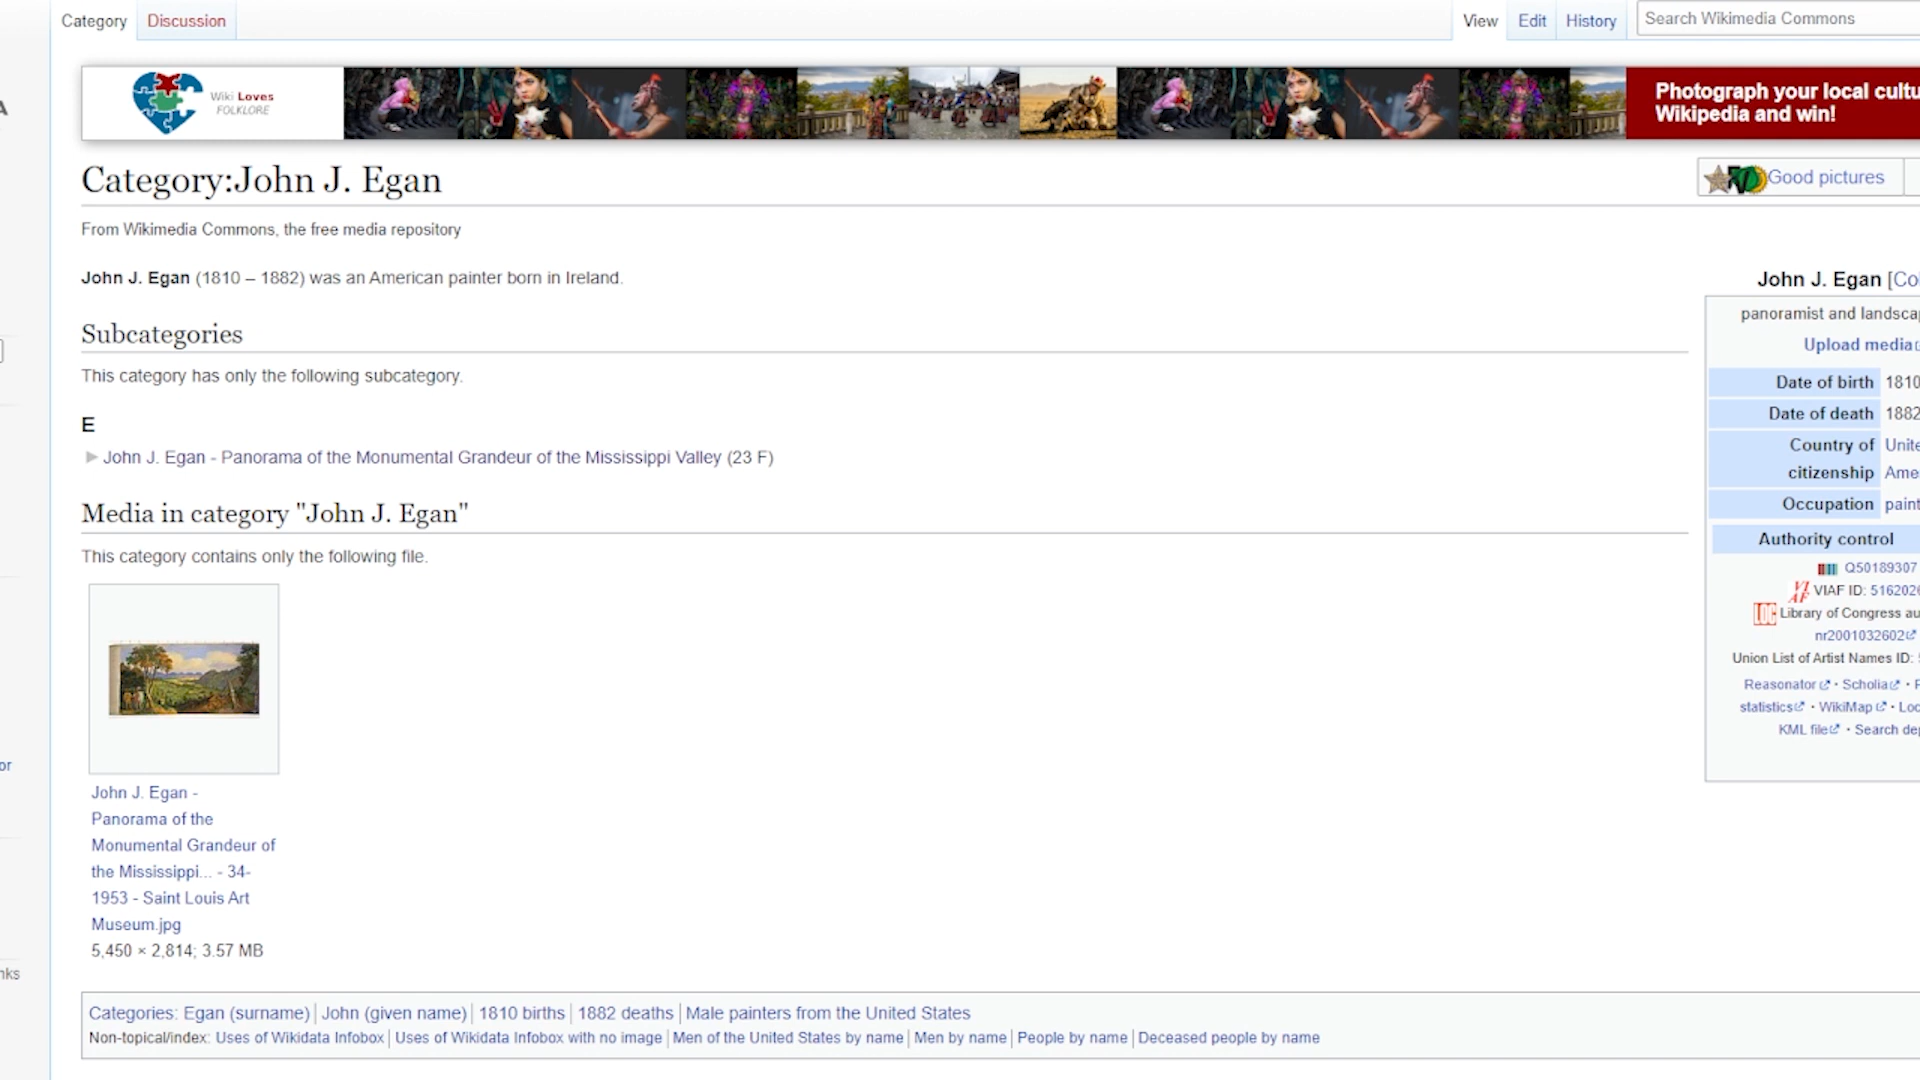 Category Discussion View Edit History Search Wikimedia Commons
A
Wiki Loves
FOLKLORE
Photograph your local
Wikipedia and win!
Category:John J. Egan
Good pictures
From Wikimedia Commons, the free media repository
John J. Egan (1810 – 1882) was an American painter born in Ireland.
Subcategories
This category has only the following subcategory.
E
John J. Egan - Panorama of the Monumental Grandeur of the Mississippi Valley (23 F)
Media in category "John J. Egan"
This category contains only the following file.
John J. Egan -
Panorama of the
Monumental Grandeur of
the Mississippi... - 34-
1953 - Saint Louis Art
Museum.jpg
5,450 × 2,814; 3.57 MB
John J. Egan
panoramist and
Upload media
Date of birth 1810
Date of death 1882
Country of
citizenship
Occupation
Authority control
Q50189307
VIAF ID:
Library of Congress
nr2001032602
Union List of Artist Names ID:
Reasonator • Scholia •
statistics • WikiMap •
KML file • Search
Categories: Egan (surname) John (given name) 1810 births 1882 deaths Male painters from the United States
Non-topical/index: Uses of Wikidata Infobox Uses of Wikidata Infobox with no image Men of the United States by name Men by name People by name Deceased people by name